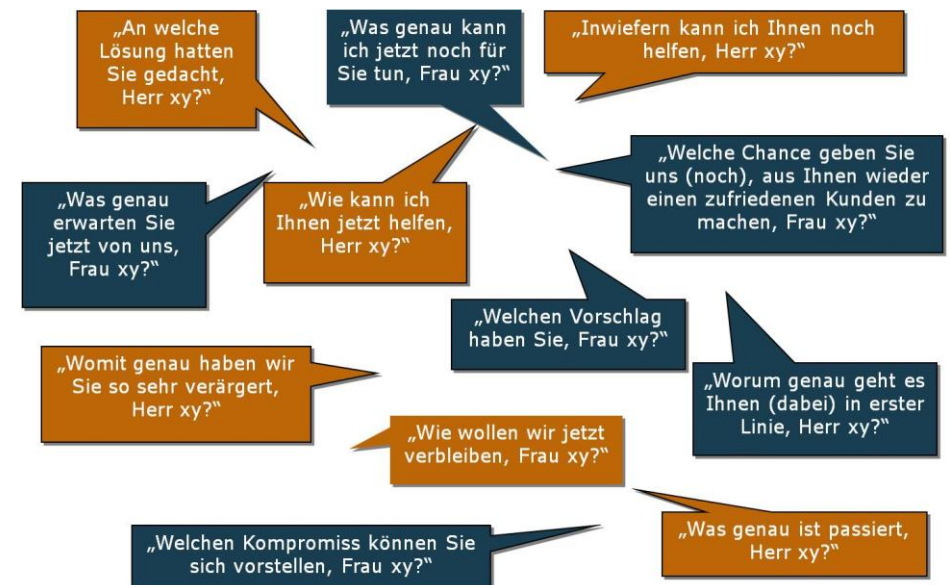 „An welche
Lösung hatten
Sie gedacht,
Herr xy?“
„Was genau kann
ich jetzt noch für
Sie tun, Frau xy?“
„Inwiefern kann ich Ihnen noch
helfen, Herr xy?“
„Welche Chance geben Sie
uns (noch), aus Ihnen wieder
einen zufriedenen Kunden zu
machen, Frau xy?“
„Was genau
erwarten Sie
jetzt von uns,
Frau xy?“
„Wie kann ich
Ihnen jetzt helfen,
Herr xy?“
„Welchen Vorschlag
haben Sie, Frau xy?“
„Womit genau haben wir
Sie so sehr verärgert,
Herr xy?“
„Worum genau geht es
Ihnen (dabei) in erster
Linie, Herr xy?“
„Wie wollen wir jetzt
verbleiben, Frau xy?“
„Was genau ist passiert,
Herr xy?“
„Welchen Kompromiss können Sie
sich vorstellen, Frau xy?“